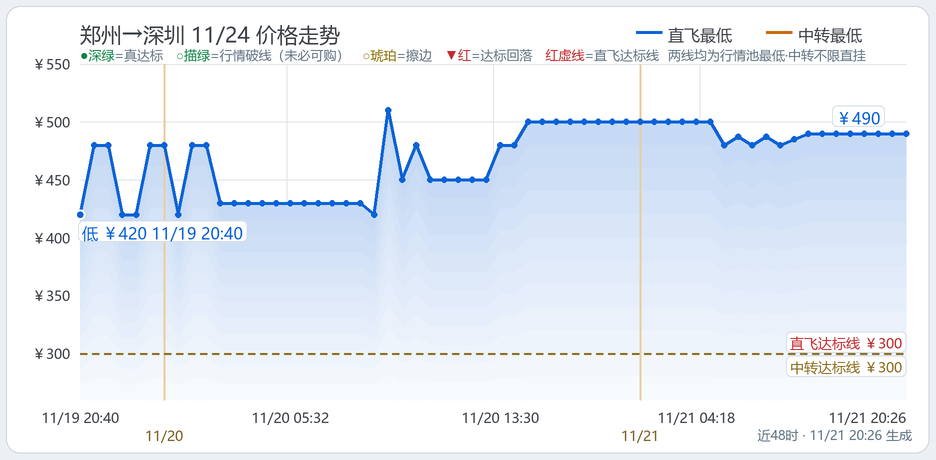 郑州→深圳 11/24 价格走势
直飞最低 中转最低
●深绿=真达标 ○描绿=行情破线（未必可购） ○琥珀=擦边 ▼红=达标回落 红虚线=直飞达标线 两线均为行情池最低·中转不限直挂
￥550
￥500
￥490
￥450
低 ￥420 11/19 20:40
￥400
￥350
直飞达标线 ￥300
￥300
中转达标线 ￥300
11/19 20:40 11/20 05:32 11/20 13:30 11/21 04:18 11/21 20:26
11/20 11/21 近48时 · 11/21 20:26 生成